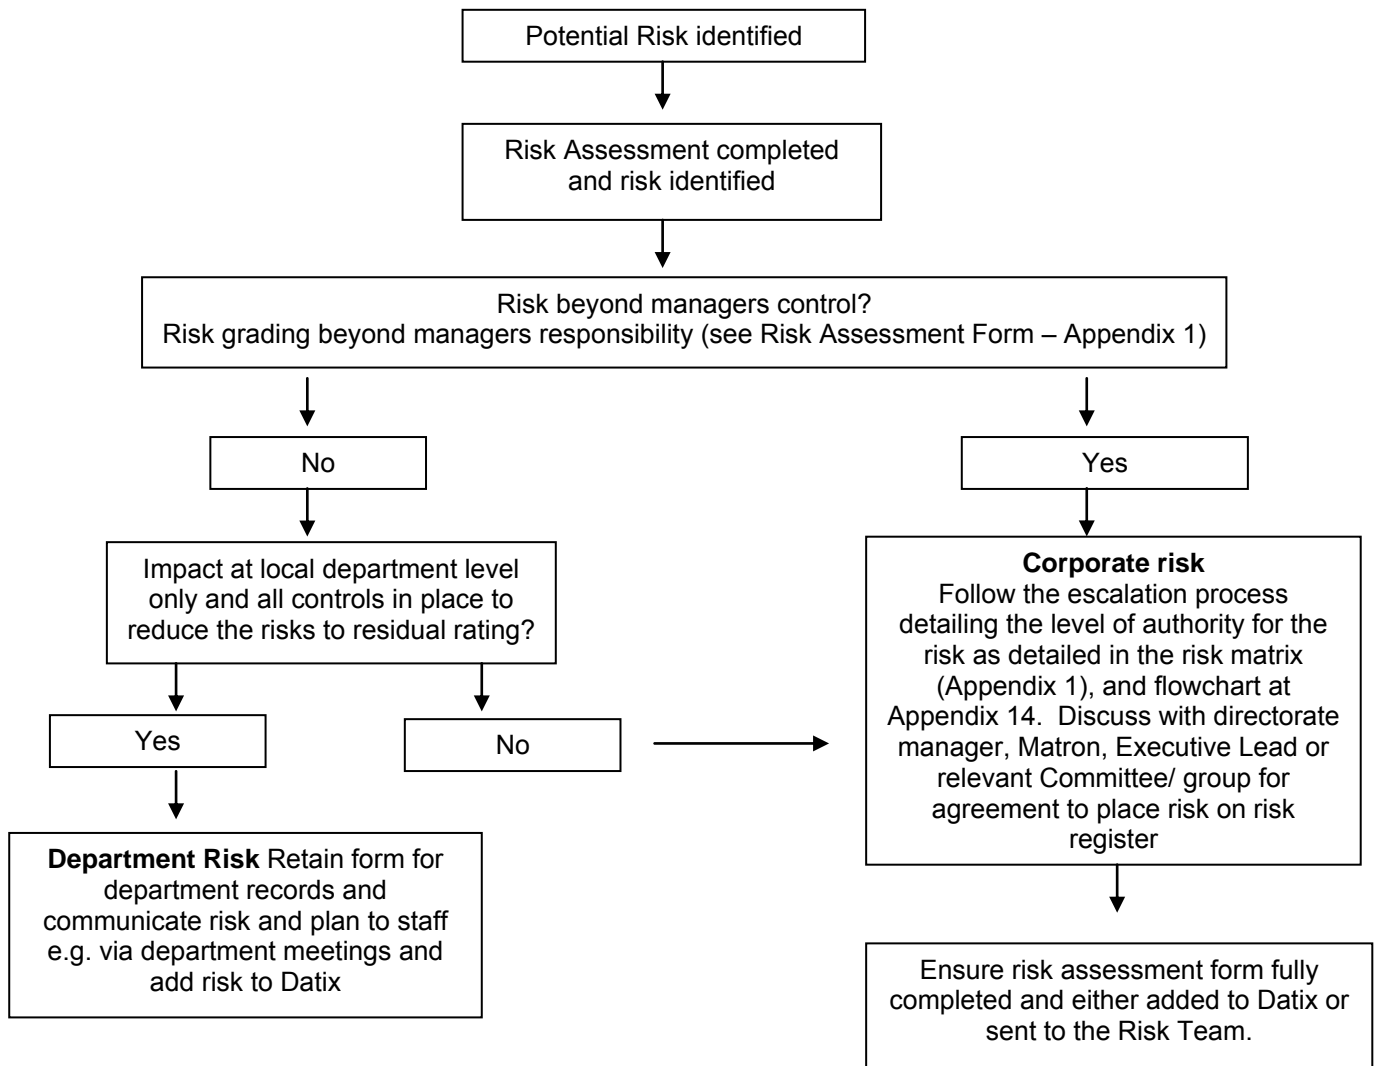 Potential Risk identified
Risk Assessment completed
and risk identified
Risk beyond managers control?
Risk grading beyond managers responsibility (see Risk Assessment Form – Appendix 1)
No
Yes
Impact at local department level
only and all controls in place to
reduce the risks to residual rating?
Yes
No
Department Risk Retain form for
department records and
communicate risk and plan to staff
e.g. via department meetings and
add risk to Datix
Corporate risk
Follow the escalation process
detailing the level of authority for the
risk as detailed in the risk matrix
(Appendix 1), and flowchart at
Appendix 14. Discuss with directorate
manager, Matron, Executive Lead or
relevant Committee/ group for
agreement to place risk on risk
register
Ensure risk assessment form fully
completed and either added to Datix or
sent to the Risk Team.